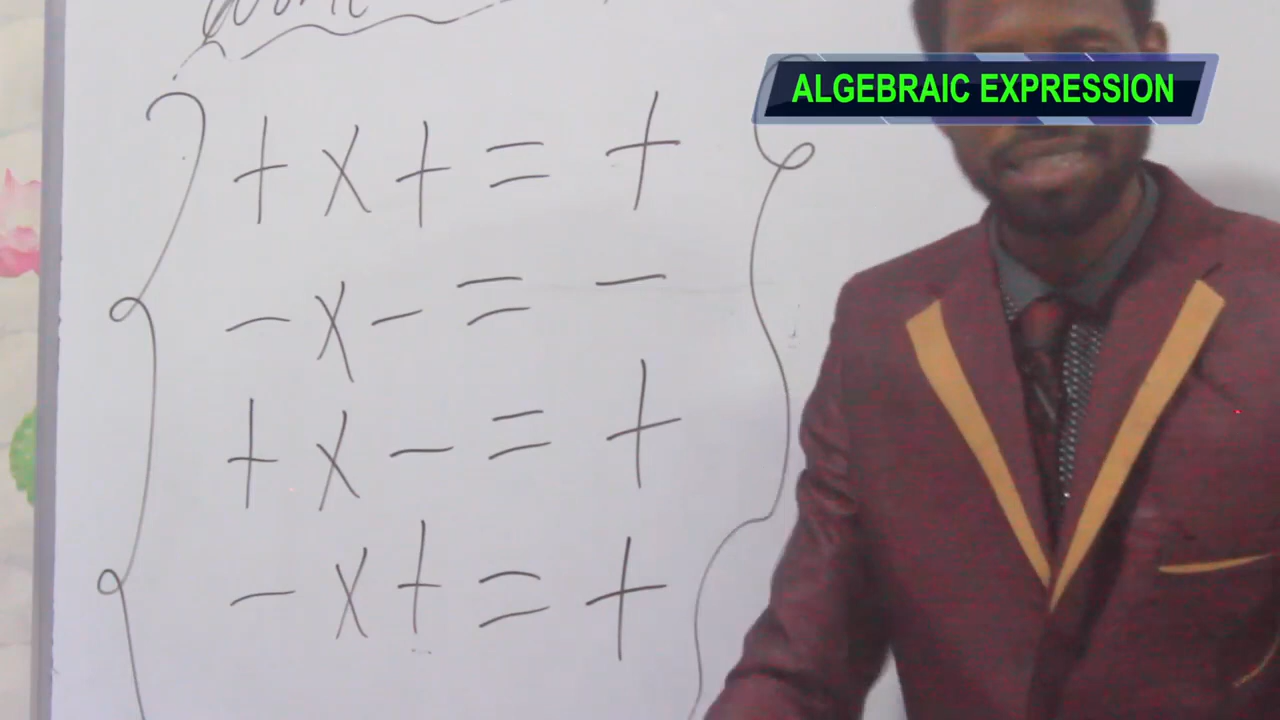 ALGEBRAIC EXPRESSION
+ x + = +
- x - = -
+ x - = +
- x + = +